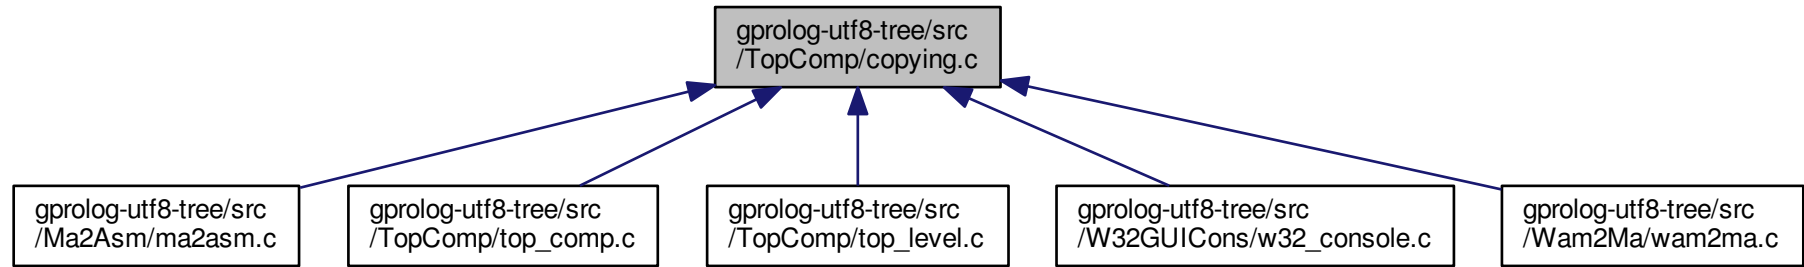 gprolog-utf8-tree/src
/TopComp/copying.c
gprolog-utf8-tree/src
/Ma2Asm/ma2asm.c
gprolog-utf8-tree/src
/TopComp/top_comp.c
gprolog-utf8-tree/src
/TopComp/top_level.c
gprolog-utf8-tree/src
/W32GUICons/w32_console.c
gprolog-utf8-tree/src
/Wam2Ma/wam2ma.c